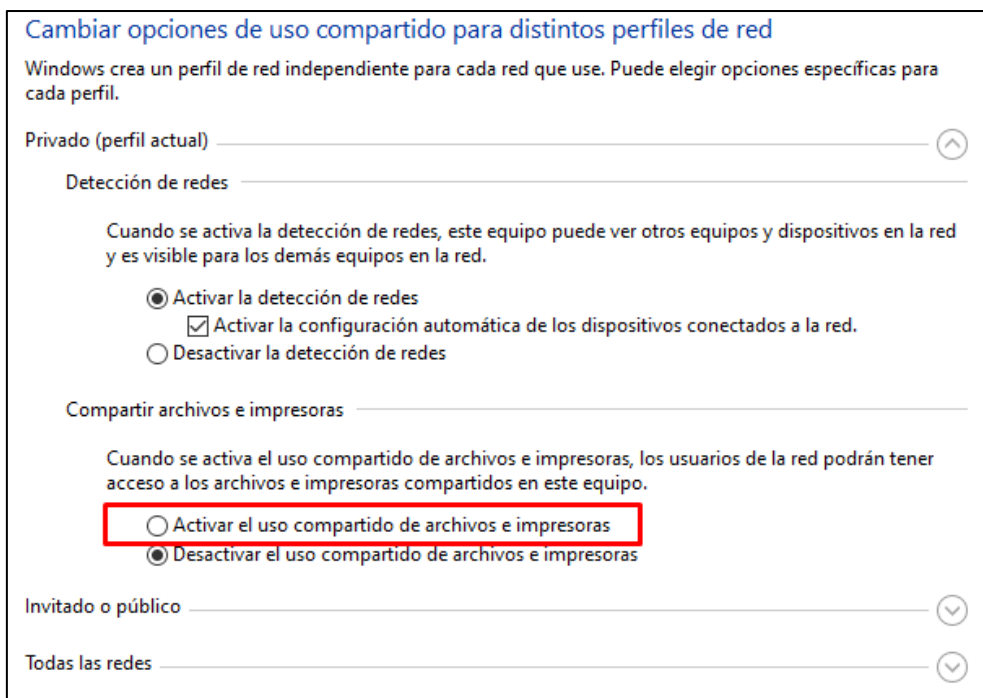 Cambiar opciones de uso compartido para distintos perfiles de red
Windows crea un perfil de red independiente para cada red que use. Puede elegir opciones específicas para
cada perfil.
Privado (perfil actual)
Detección de redes
Cuando se activa la detección de redes, este equipo puede ver otros equipos y dispositivos en la red
y es visible para los demás equipos en la red.
Activar la detección de redes
Activar la configuración automática de los dispositivos conectados a la red.
Desactivar la detección de redes
Compartir archivos e impresoras
Cuando se activa el uso compartido de archivos e impresoras, los usuarios de la red podrán tener
acceso a los archivos e impresoras compartidos en este equipo.
Activar el uso compartido de archivos e impresoras
Desactivar el uso compartido de archivos e impresoras
Invitado o público
Todas las redes